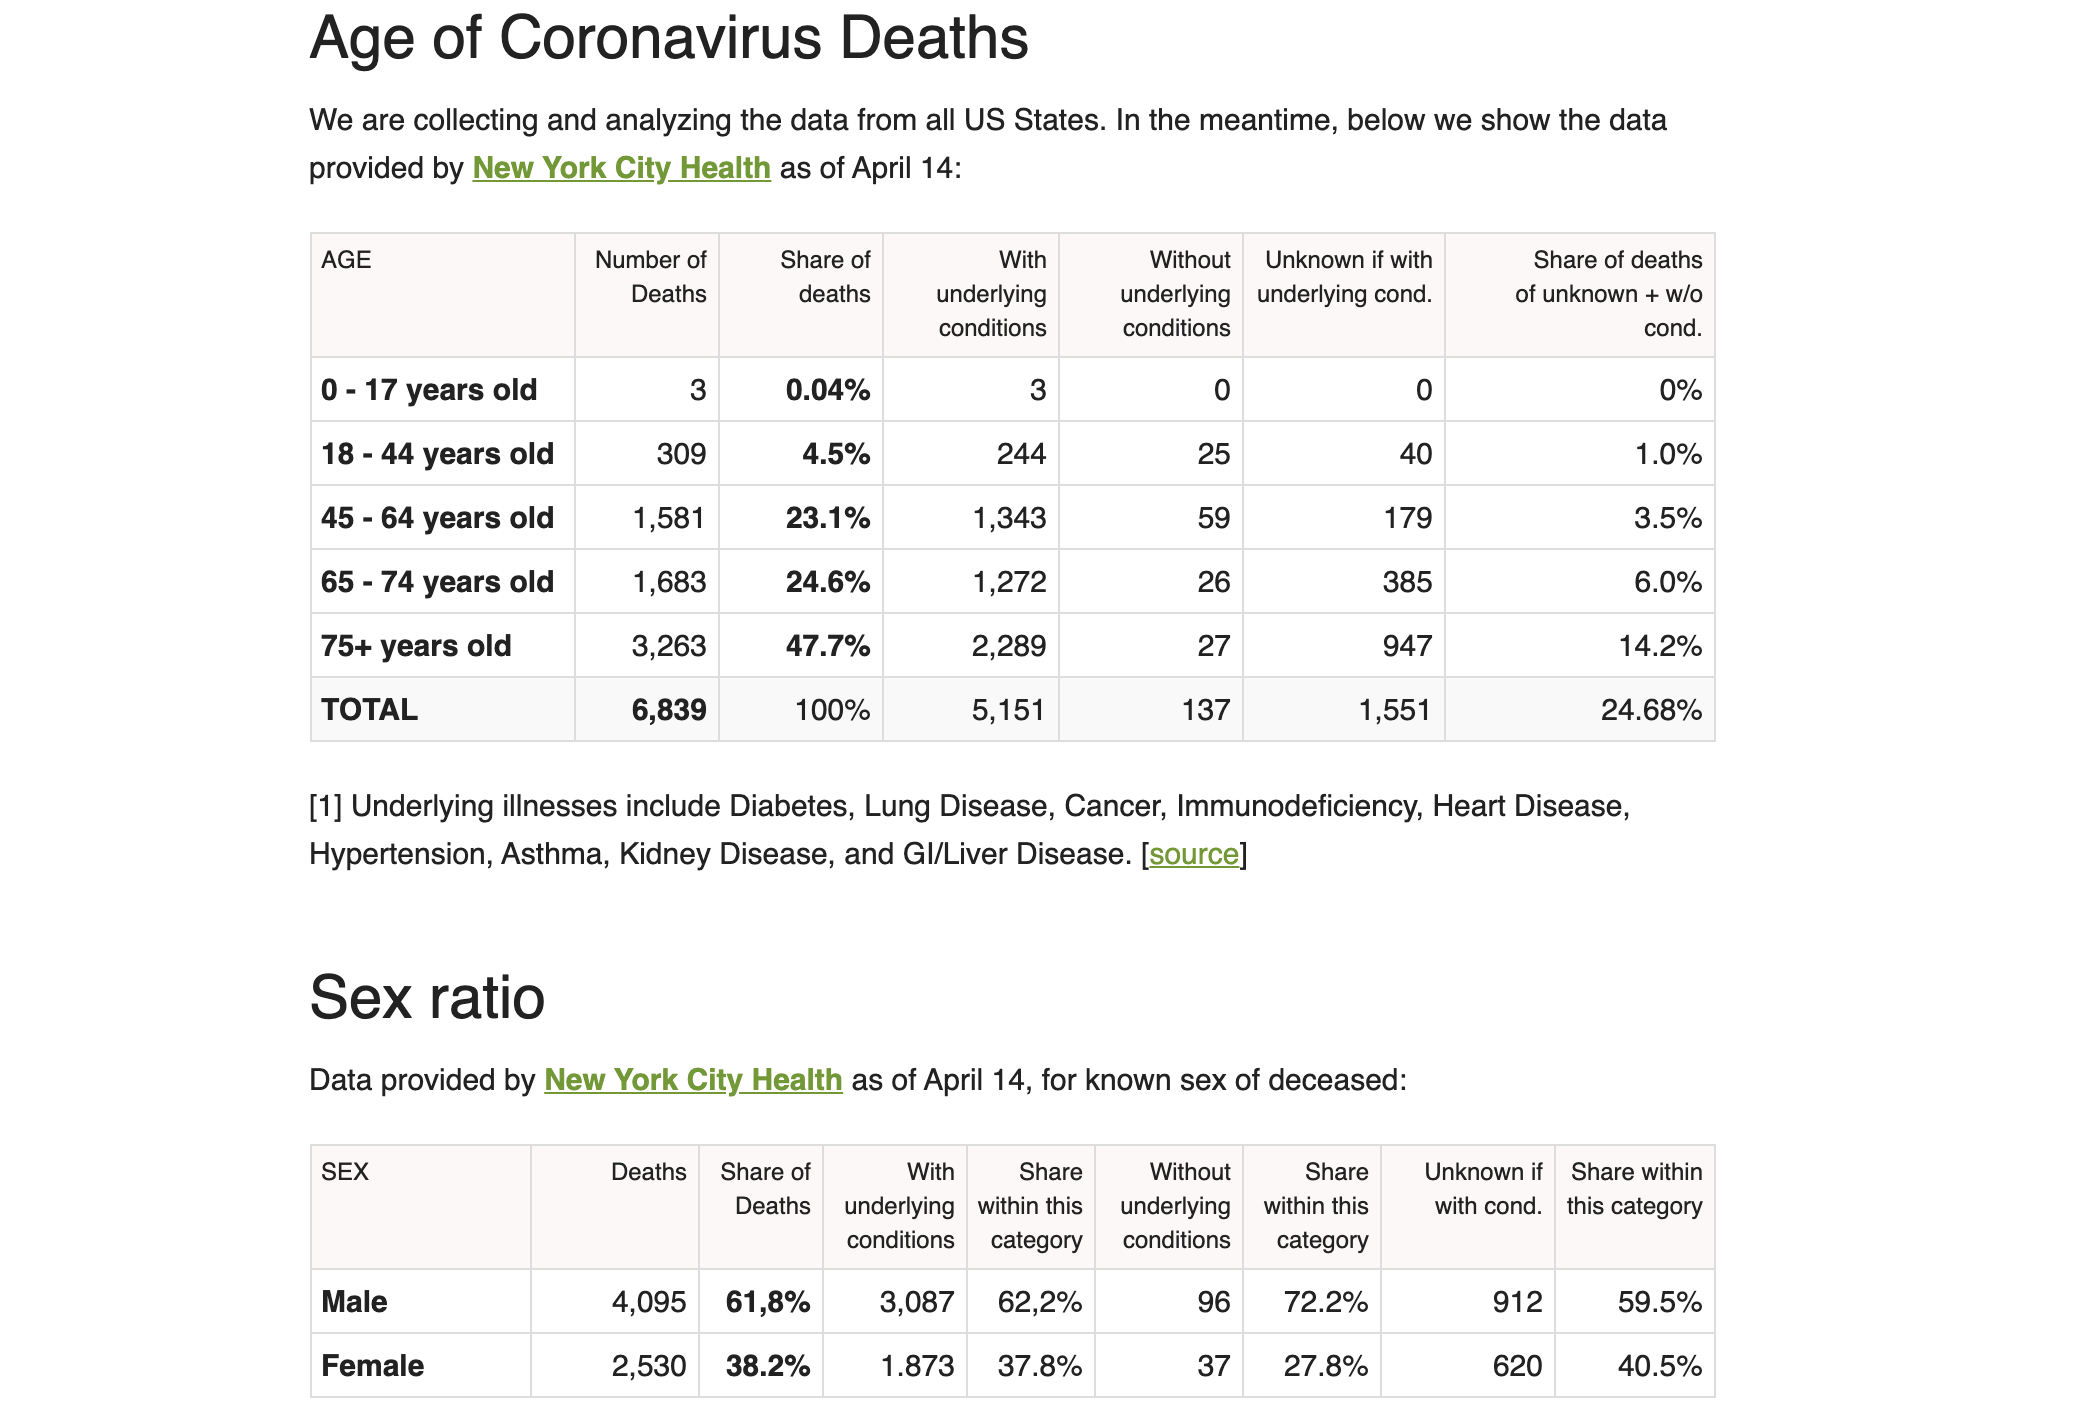 Age of Coronavirus Deaths
We are collecting and analyzing the data from all US States. In the meantime, below we show the data
provided by New York City Health as of April 14:
AGE Number of Deaths Share of deaths With underlying conditions Without underlying conditions Unknown if with underlying cond. Share of deaths of unknown + w/o cond.
0 - 17 years old 3 0.04% 3 0 0 0%
18 - 44 years old 309 4.5% 244 25 40 1.0%
45 - 64 years old 1,581 23.1% 1,343 59 179 3.5%
65 - 74 years old 1,683 24.6% 1,272 26 385 6.0%
75+ years old 3,263 47.7% 2,289 27 947 14.2%
TOTAL 6,839 100% 5,151 137 1,551 24.68%
[1] Underlying illnesses include Diabetes, Lung Disease, Cancer, Immunodeficiency, Heart Disease,
Hypertension, Asthma, Kidney Disease, and GI/Liver Disease. [source]
Sex ratio
Data provided by New York City Health as of April 14, for known sex of deceased:
SEX Deaths Share of Deaths With underlying conditions Share within this category Without underlying conditions Share within this category Unknown if with cond. Share within this category
Male 4,095 61,8% 3,087 62,2% 96 72.2% 912 59.5%
Female 2,530 38.2% 1.873 37.8% 37 27.8% 620 40.5%